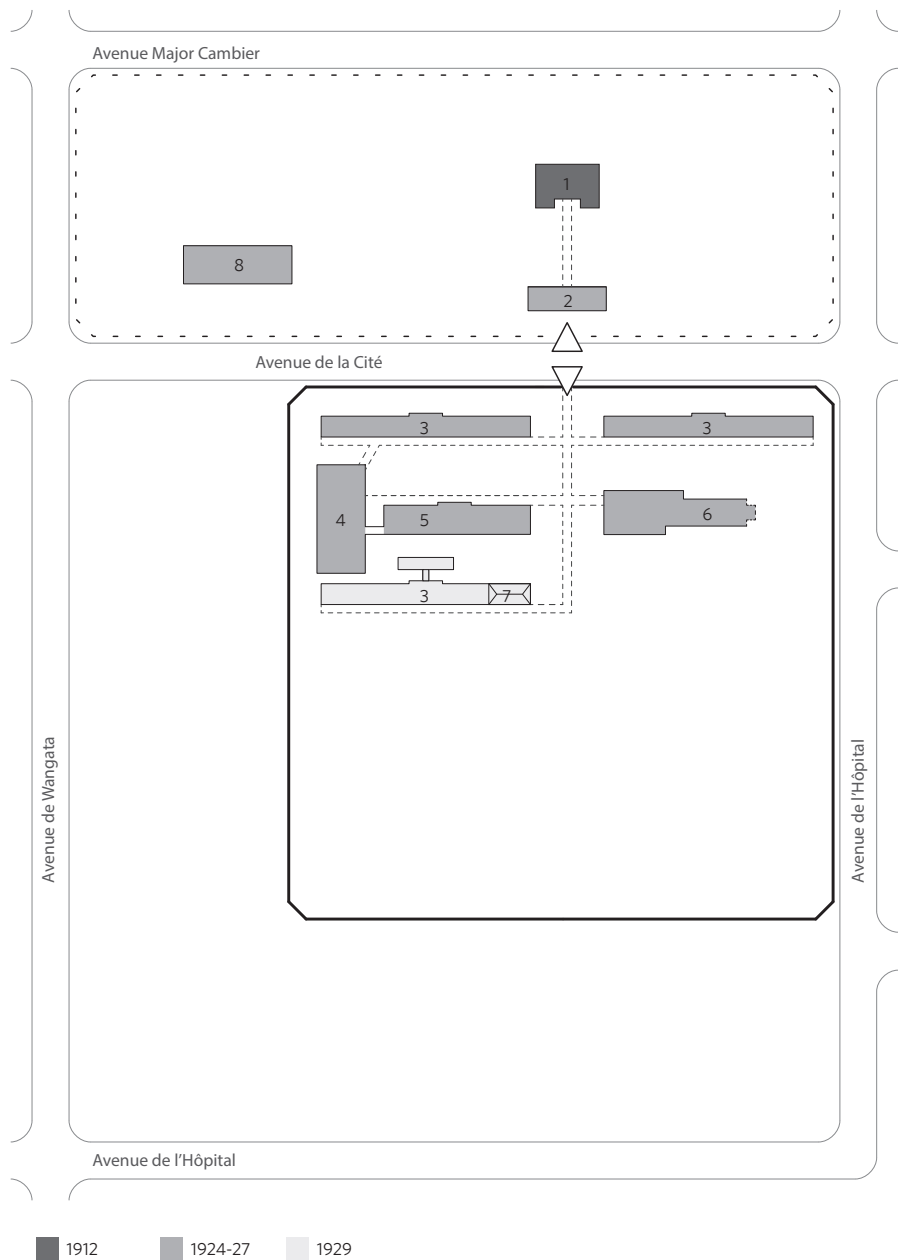 Avenue Major Cambier
1
8
2
Avenue de la Cité
3
3
4
5
6
3
7
Avenue de Wangata
Avenue de l'Hôpital
Avenue de l'Hôpital
1912
1924-27
1929